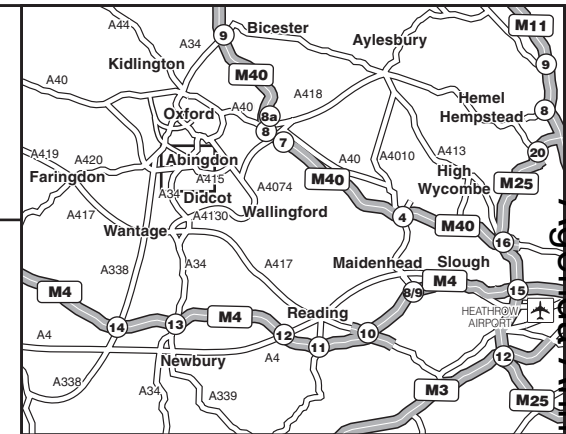 A44
A34
9
Bicester
Aylesbury
M11
Kidlington
M40
9
A40
A418
Hemel
Hempstead
8
Oxford
A40
8a
8
7
20
A419
A420
Abingdon
A40
A4010
A413
High
Wycombe
M25
Faringdon
A415
A34
Didcot
A4074
M40
A417
A4130
Wallingford
4
M40
Wantage
16
A338
A34
A417
Maidenhead
Slough
M4
8/9
M4
15
HEATHROW
AIRPORT
14
13
M4
Reading
12
11
10
A4
A4
12
Newbury
A338
A34
A339
M3
M25